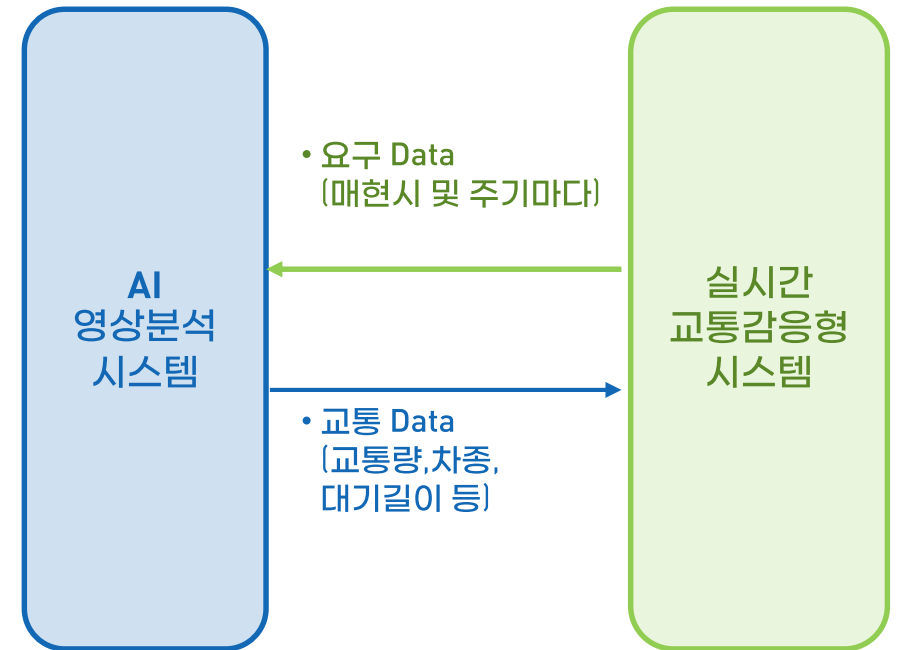 AI
영상분석
시스템
• 요구 Data
(매현시 및 주기마다)
• 교통 Data
(교통량,차종,
대기길이 등)
실시간
교통감응형
시스템